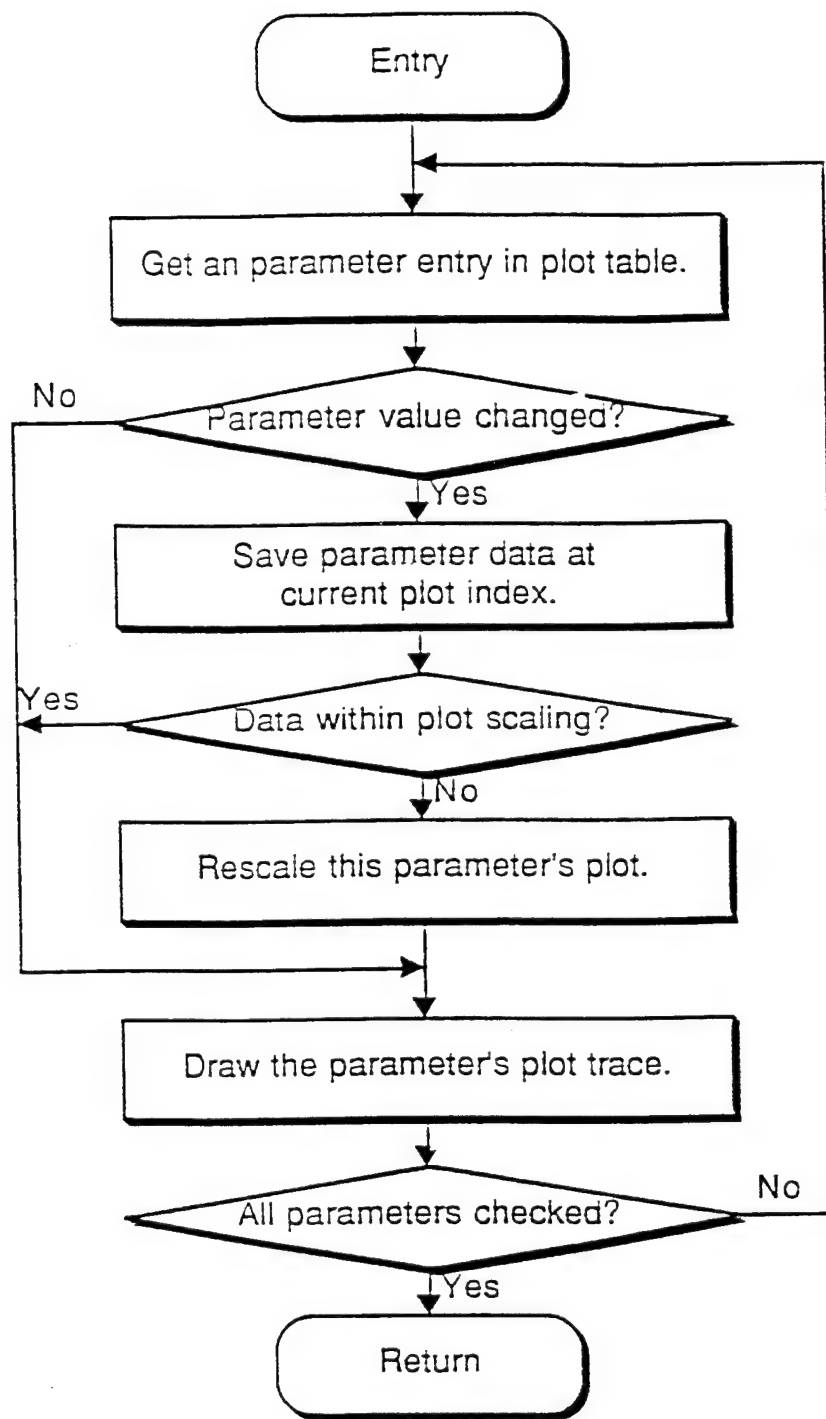 Entry
Get an parameter entry in plot table.
No
Parameter value changed?
Yes
Save parameter data at
current plot index.
Yes
Data within plot scaling?
No
Rescale this parameter's plot.
Draw the parameter's plot trace.
All parameters checked?
No
Yes
Return